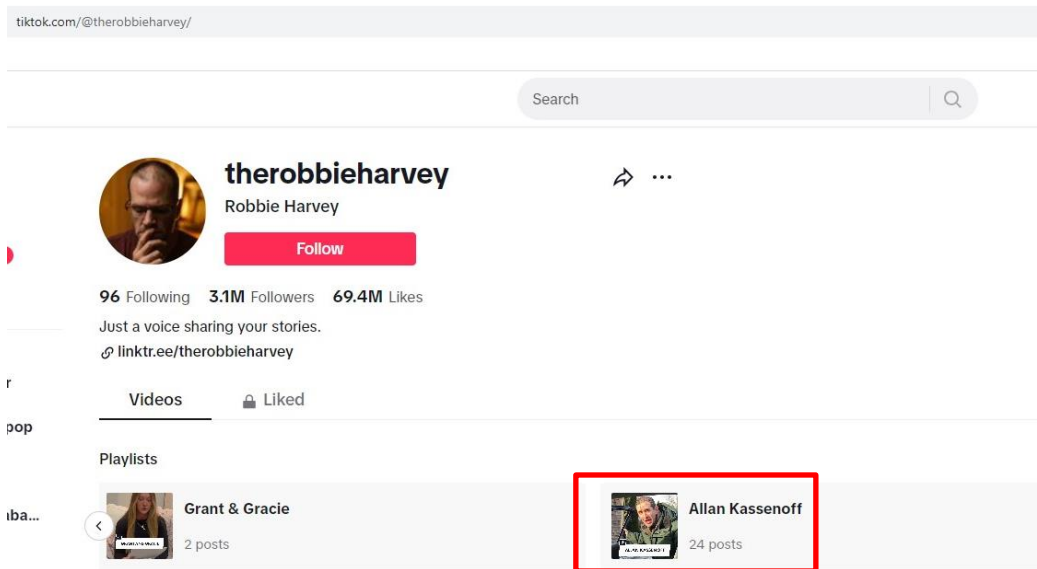 tiktok.com/@therobbieharvey/
Search
therobbieharvey
Robbie Harvey
Follow
96 Following 3.1M Followers 69.4M Likes
Just a voice sharing your stories.
linktr.ee/therobbieharvey
r
Videos Liked
pop
Playlists
Grant & Gracie
2 posts
aba...
Allan Kassenoff
24 posts
ALLAN KASSENOFF